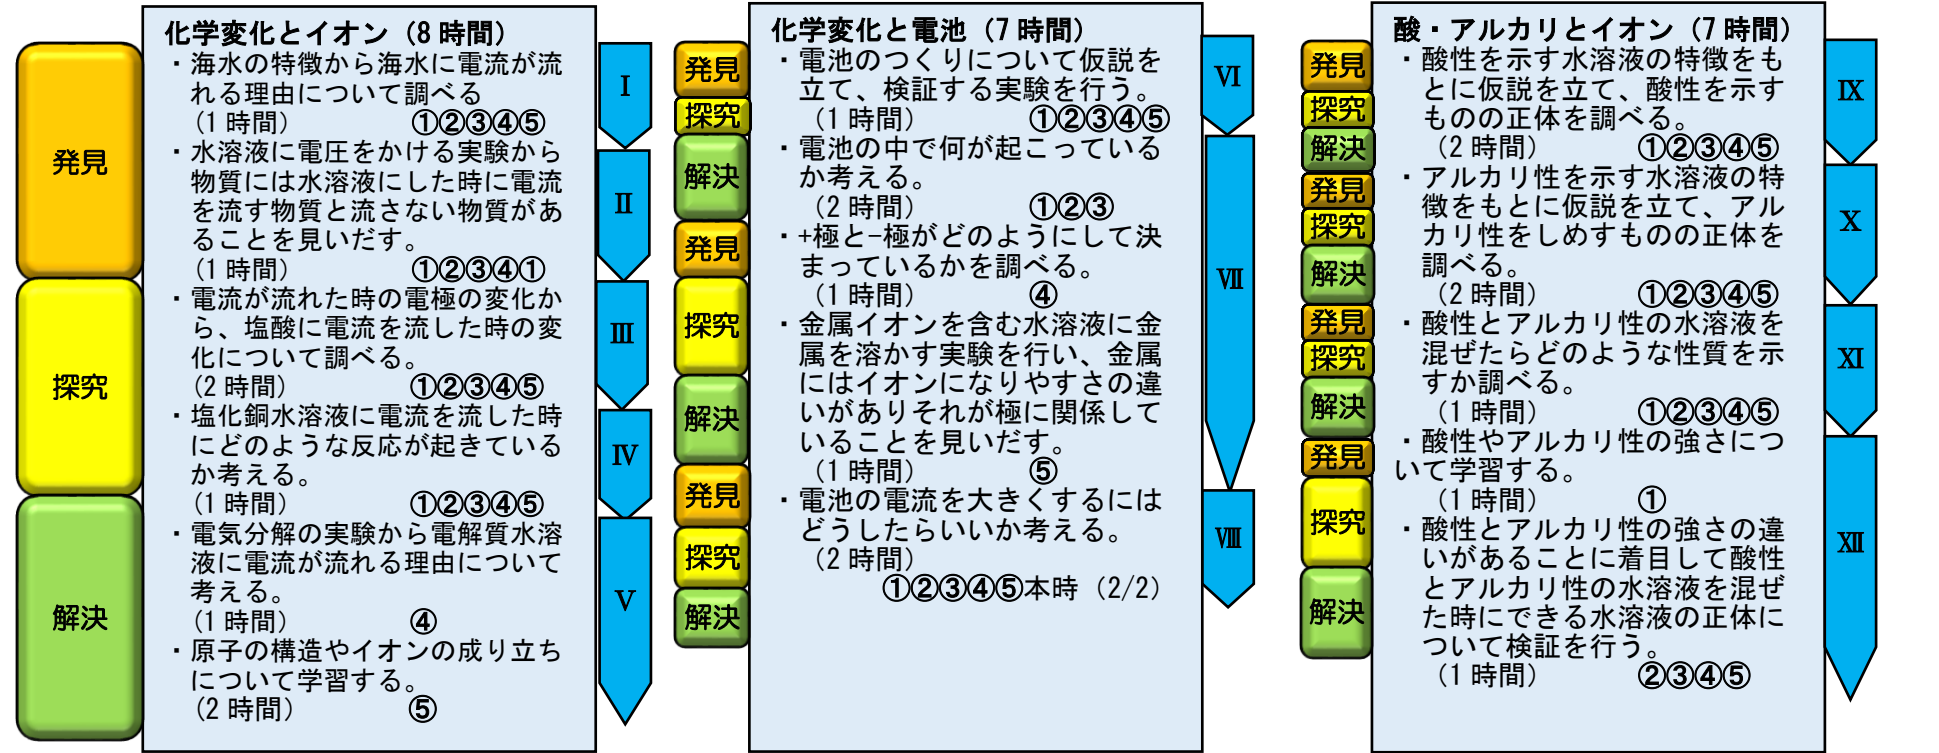 発見
探究
解決
化学変化とイオン（8時間）
・海水の特徴から海水に電流が流
れる理由について調べる
(1時間) ①②③④⑤
・水溶液に電圧をかける実験から
物質には水溶液にした時に電流
を流す物質と流さない物質があ
ることを見いだす。
(1時間) ①②③④①
・電流が流れた時の電極の変化か
ら、塩酸に電流を流した時の変
化について調べる。
(2時間) ①②③④⑤
・塩化銅水溶液に電流を流した時
にどのような反応が起きている
か考える。
(1時間) ①②③④⑤
・電気分解の実験から電解質水溶
液に電流が流れる理由について
考える。
(1時間) ④
・原子の構造やイオンの成り立ち
について学習する。
(2時間) ⑤
Ⅰ
Ⅱ
Ⅲ
Ⅳ
Ⅴ
発見
探究
解決
発見
探究
解決
発見
探究
解決
化学変化と電池（7時間）
・電池のつくりについて仮説を
立て、検証する実験を行う。
（1時間） ①②③④⑤
・電池の中で何が起こっている
か考える。
（2時間） ①②③
・+極と-極がどのようにして決
まっているかを調べる。
（1時間） ④
・金属イオンを含む水溶液に金
属を溶かす実験を行い、金属
にはイオンになりやすさの違
いがありそれが極に関係して
いることを見いだす。
（1時間） ⑤
・電池の電流を大きくするには
どうしたらいいか考える。
（2時間）
①②③④⑤本時（2/2）
Ⅵ
Ⅶ
Ⅷ
発見
探究
解決
発見
探究
解決
発見
探究
解決
発見
探究
解決
酸・アルカリとイオン（7時間）
・酸性を示す水溶液の特徴をも
とに仮説を立て、酸性を示す
ものの正体を調べる。
（2時間） ①②③④⑤
・アルカリ性を示す水溶液の特
徴をもとに仮説を立て、アル
カリ性をしめすものの正体を
調べる。
（2時間） ①②③④⑤
・酸性とアルカリ性の水溶液を
混ぜたらどのような性質を示
すか調べる。
（1時間） ①②③④⑤
・酸性やアルカリ性の強さにつ
いて学習する。
（1時間） ①
・酸性とアルカリ性の強さの違
いがあることに着目して酸性
とアルカリ性の水溶液を混ぜ
た時にできる水溶液の正体に
ついて検証を行う。
（1時間） ②③④⑤
Ⅸ
Ⅹ
Ⅺ
Ⅻ